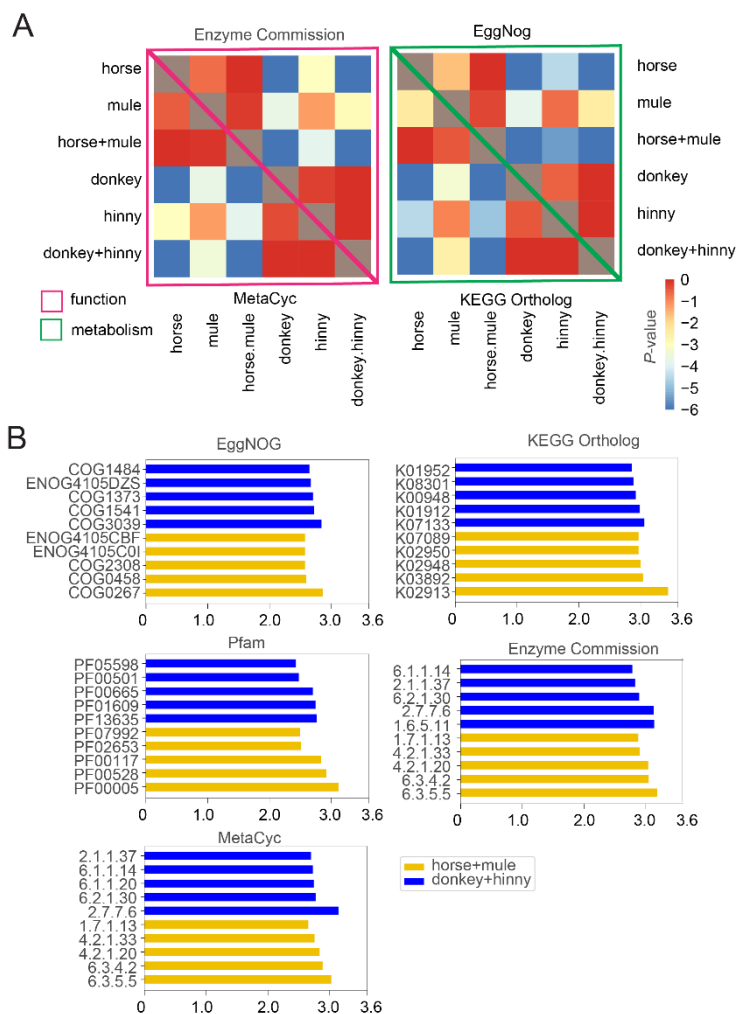 A
Enzyme Commission
EggNog
horse
mule
horse+mule
donkey
hinny
donkey+hinny
horse
mule
horse+mule
donkey
hinny
donkey+hinny
function
metabolism
MetaCyc
KEGG Ortholog
horse
mule
horse.mule
donkey
hinny
donkey.hinny
horse
mule
horse.mule
donkey
hinny
donkey.hinny
0
−1
−2
−3
−4
−5
−6
P-value
B
EggNOG
COG1484
ENOG4105DZS
COG1373
COG1541
COG3039
ENOG4105CBF
ENOG4105C0I
COG2308
COG0458
COG0267
0 1.0 2.0 3.0 3.6
KEGG Ortholog
K01952
K08301
K00948
K01912
K07133
K07089
K02950
K02948
K03892
K02913
0 1.0 2.0 3.0 3.6
Pfam
PF05598
PF00501
PF00665
PF01609
PF13635
PF07992
PF02653
PF00117
PF00528
PF00005
0 1.0 2.0 3.0 3.6
Enzyme Commission
6.1.1.14
2.1.1.37
6.2.1.30
2.7.7.6
1.6.5.11
1.7.1.13
4.2.1.33
4.2.1.20
6.3.4.2
6.3.5.5
0 1.0 2.0 3.0 3.6
MetaCyc
2.1.1.37
6.1.1.14
6.1.1.20
6.2.1.30
2.7.7.6
1.7.1.13
4.2.1.33
4.2.1.20
6.3.4.2
6.3.5.5
0 1.0 2.0 3.0 3.6
horse+mule
donkey+hinny